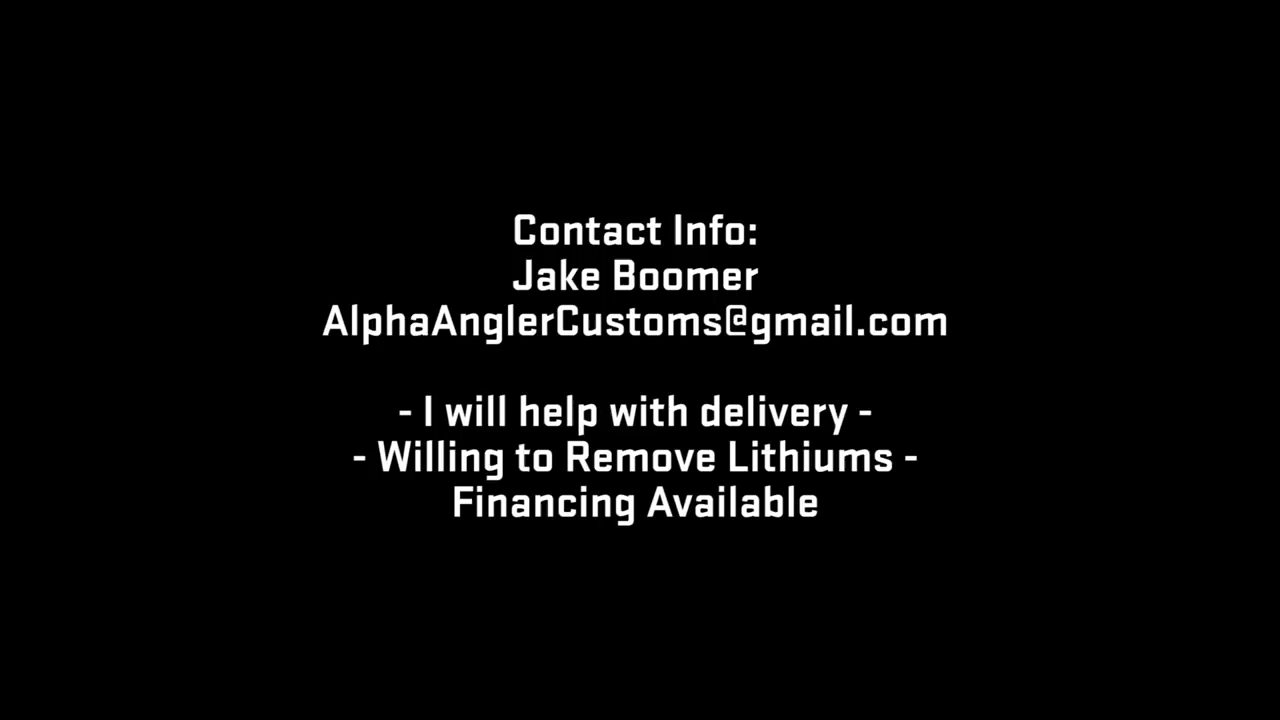 Contact Info:
Jake Boomer
AlphaAnglerCustoms@gmail.com
- I will help with delivery -
- Willing to Remove Lithiums -
Financing Available